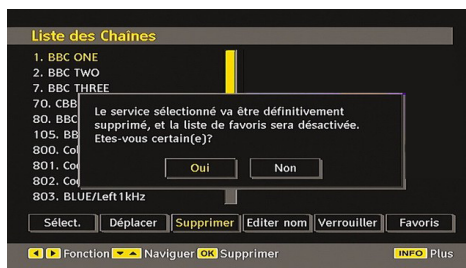 Liste des Chaînes
1. BBC ONE
2. BBC TWO
7. BBC THREE
70. CBB
80. BBC
105. BB
800. Col
801. Co
802. Co
803. BLUE/Left1kHz
Le service sélectionné va être définitivement
supprimé, et la liste de favoris sera désactivée.
Etes-vous certain(e)?
Oui Non
Sélect. Déplacer Supprimer Editer nom Verrouiller Favoris
Fonction Naviguer OK Supprimer INFO Plus